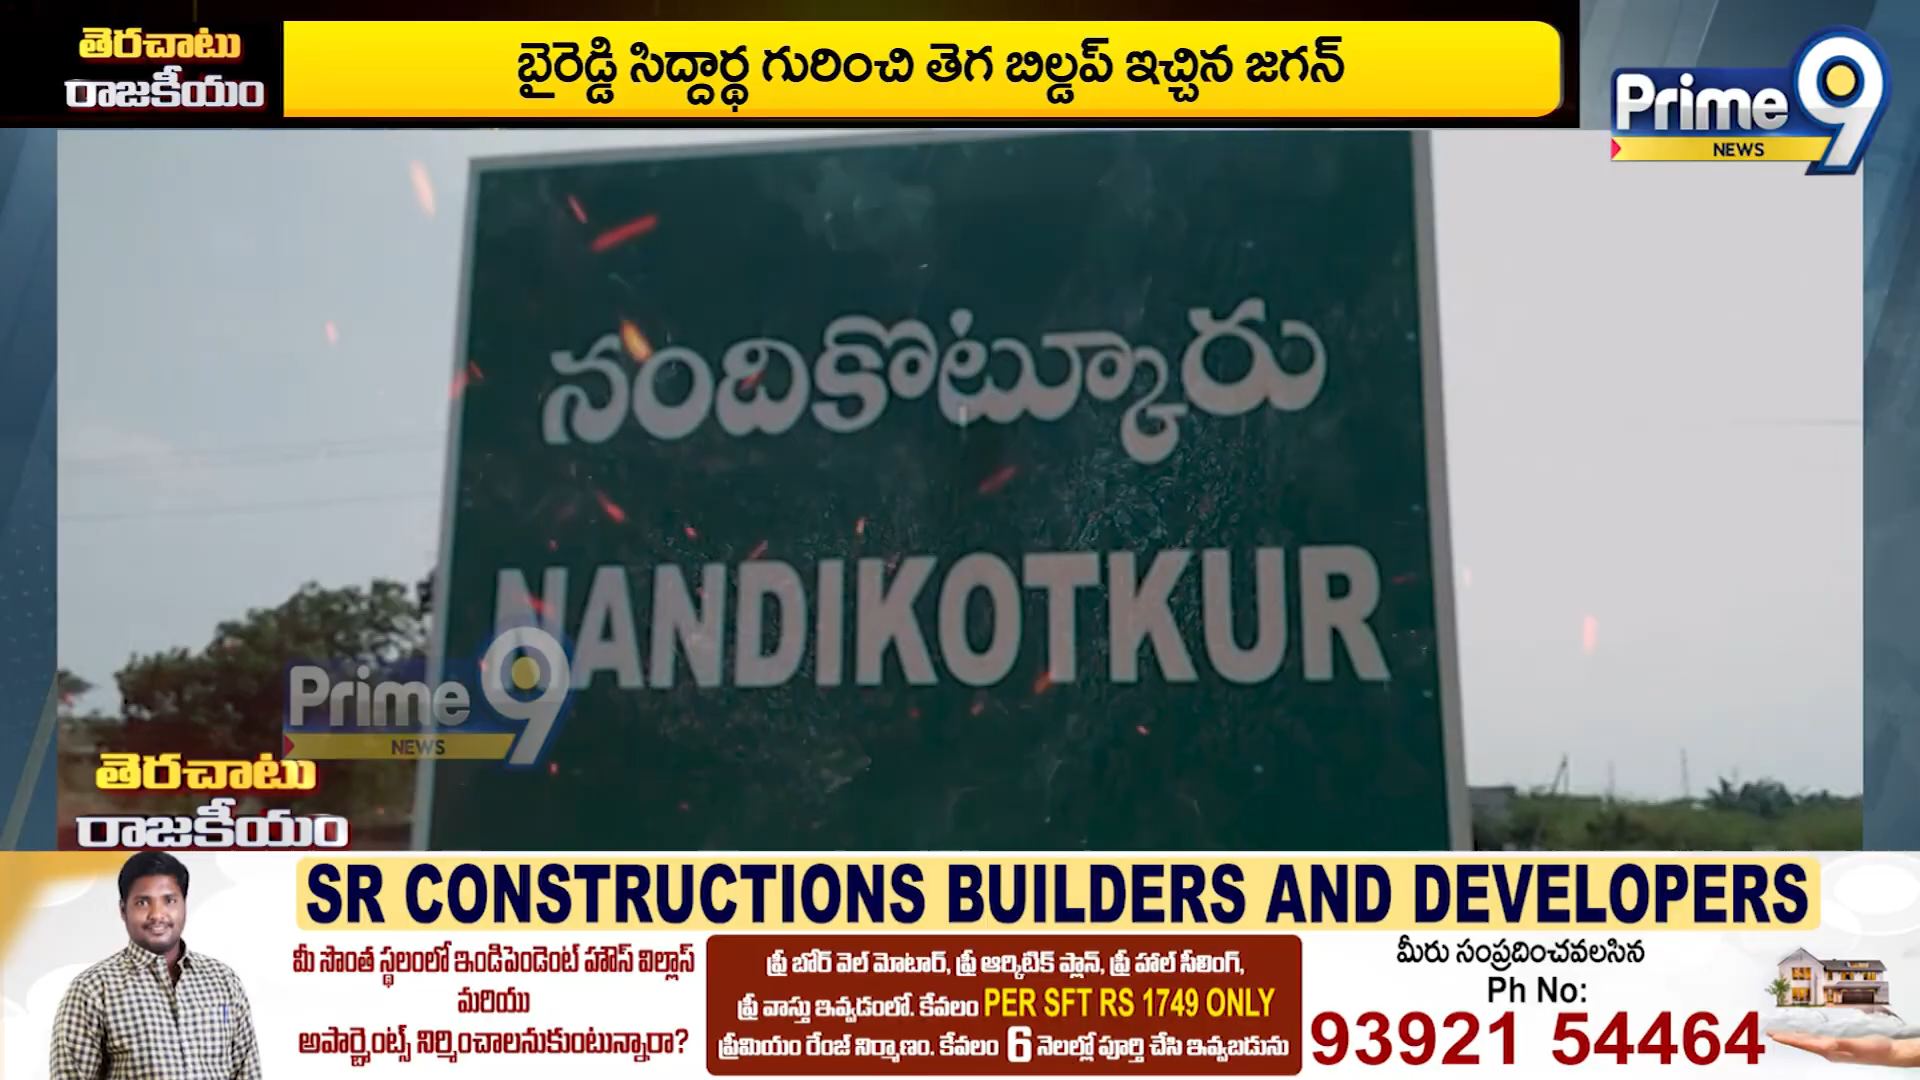 తెరచాటు
రాజకీయం
బైరెడ్డి సిద్దార్థ గురించి తెగ బిల్డప్ ఇచ్చిన జగన్
Prime 9
NEWS
నందికొట్కూరు
NANDIKOTKUR
Prime 9
NEWS
తెరచాటు
రాజకీయం
SR CONSTRUCTIONS BUILDERS AND DEVELOPERS
మీ సొంత స్థలంలో ఇండిపెండెంట్ హౌస్ విల్లాస్
మరియు
అపార్ట్మెంట్స్ నిర్మించాలనుకుంటున్నారా?
ఫ్రీ బోర్ వెల్ మోటార్, ఫ్రీ ఆర్కిటిక్ ప్లాన్, ఫ్రీ హాల్ సీలింగ్,
ఫ్రీ వాస్తు ఇవ్వడంలో. కేవలం PER SFT RS 1749 ONLY
ప్రీమియం రేంజ్ నిర్మాణం. కేవలం 6 నెలల్లో పూర్తి చేసి ఇవ్వబడును
మీరు సంప్రదించవలసిన
Ph No:
93921 54464